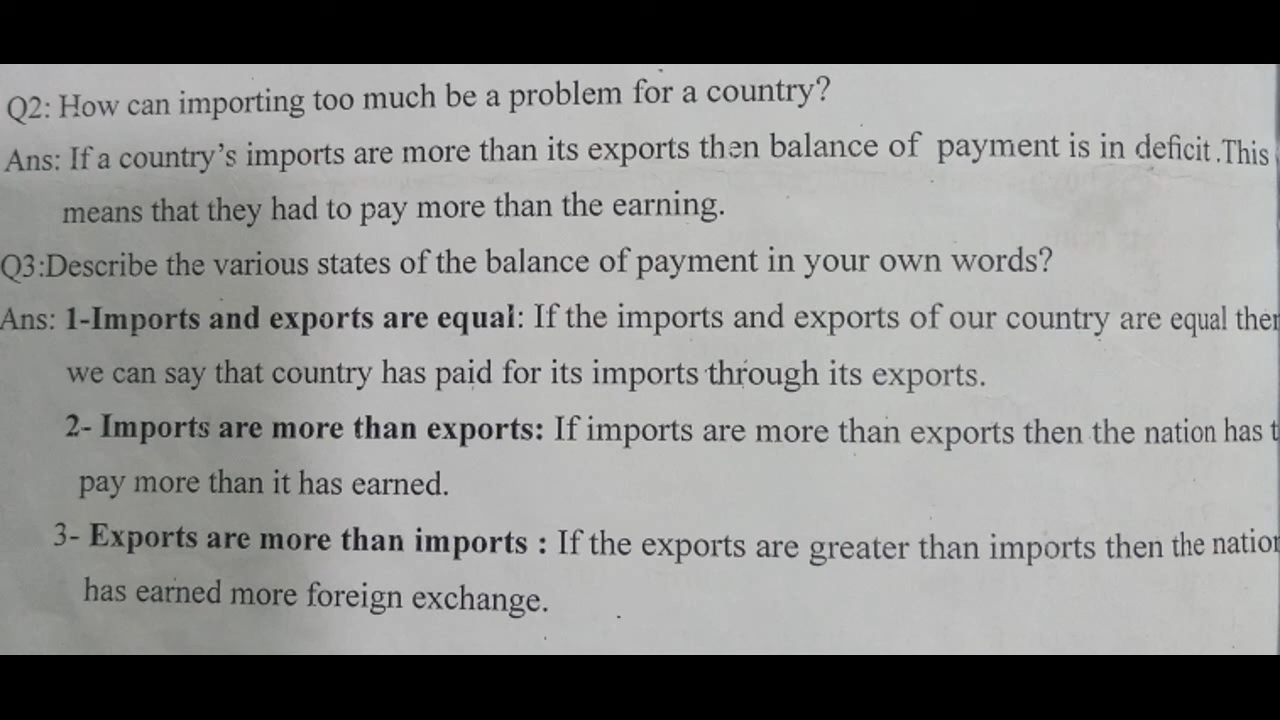 Q2: How can importing too much be a problem for a country?
Ans: If a country's imports are more than its exports then balance of payment is in deficit .This
means that they had to pay more than the earning.
Q3:Describe the various states of the balance of payment in your own words?
Ans: 1-Imports and exports are equal: If the imports and exports of our country are equal then
we can say that country has paid for its imports through its exports.
2- Imports are more than exports: If imports are more than exports then the nation has
pay more than it has earned.
3- Exports are more than imports : If the exports are greater than imports then the nation
has earned more foreign exchange.